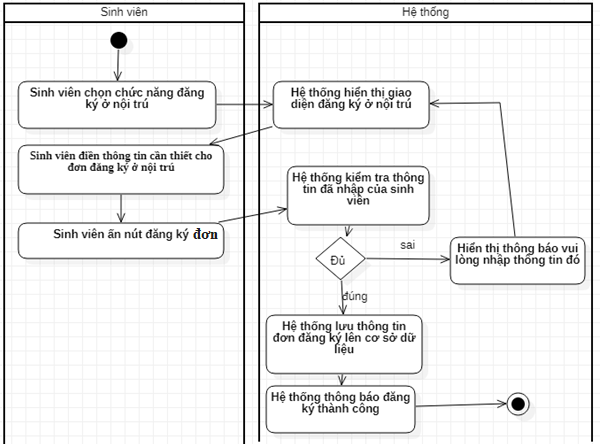 Sinh viên
Hệ thống
Sinh viên chọn chức năng đăng
ký ở nội trú
Hệ thống hiển thị giao
diện đăng ký ở nội trú
Sinh viên điền thông tin cần thiết cho
đơn đăng ký ở nội trú
Hệ thống kiểm tra thông
tin đã nhập của sinh
viên
Sinh viên ấn nút đăng ký đơn
Đủ
sai
Hiển thị thông báo vui
lòng nhập thông tin đó
đúng
Hệ thống lưu thông tin
đơn đăng ký lên cơ sở dữ
liệu
Hệ thống thông báo đăng
ký thành công